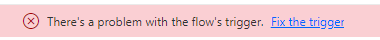 There's a problem with the flow's trigger. Fix the trigger